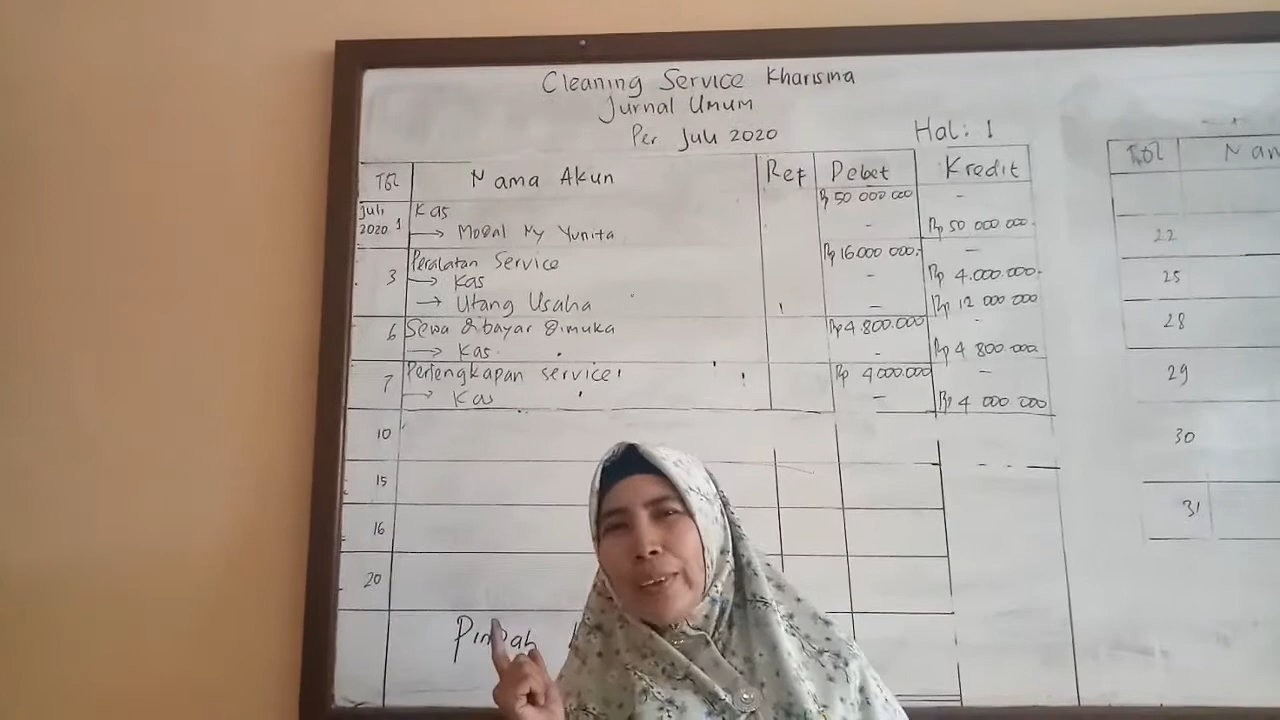 Cleaning Service Kharisma
Jurnal Umum
Per Juli 2020
Hal: 1
Tgl Nama Akun Ref Debet Kredit
Juli 2020 1 Kas Rp 50 000 000 -
→ Modal Ny Yunita - Rp 50 000 000.
3 Peralatan Service Rp 16 000 000,- -
→ Kas - Rp 4.000.000.
→ Utang Usaha - Rp 12 000 000
6 Sewa dibayar dimuka Rp 4.800.000 -
→ Kas - Rp 4 800.000
7 Perlengkapan service Rp 4 000.000 -
→ Kas - Rp 4 000 000
10
15
16
20
Tgl
22
25
28
29
30
31